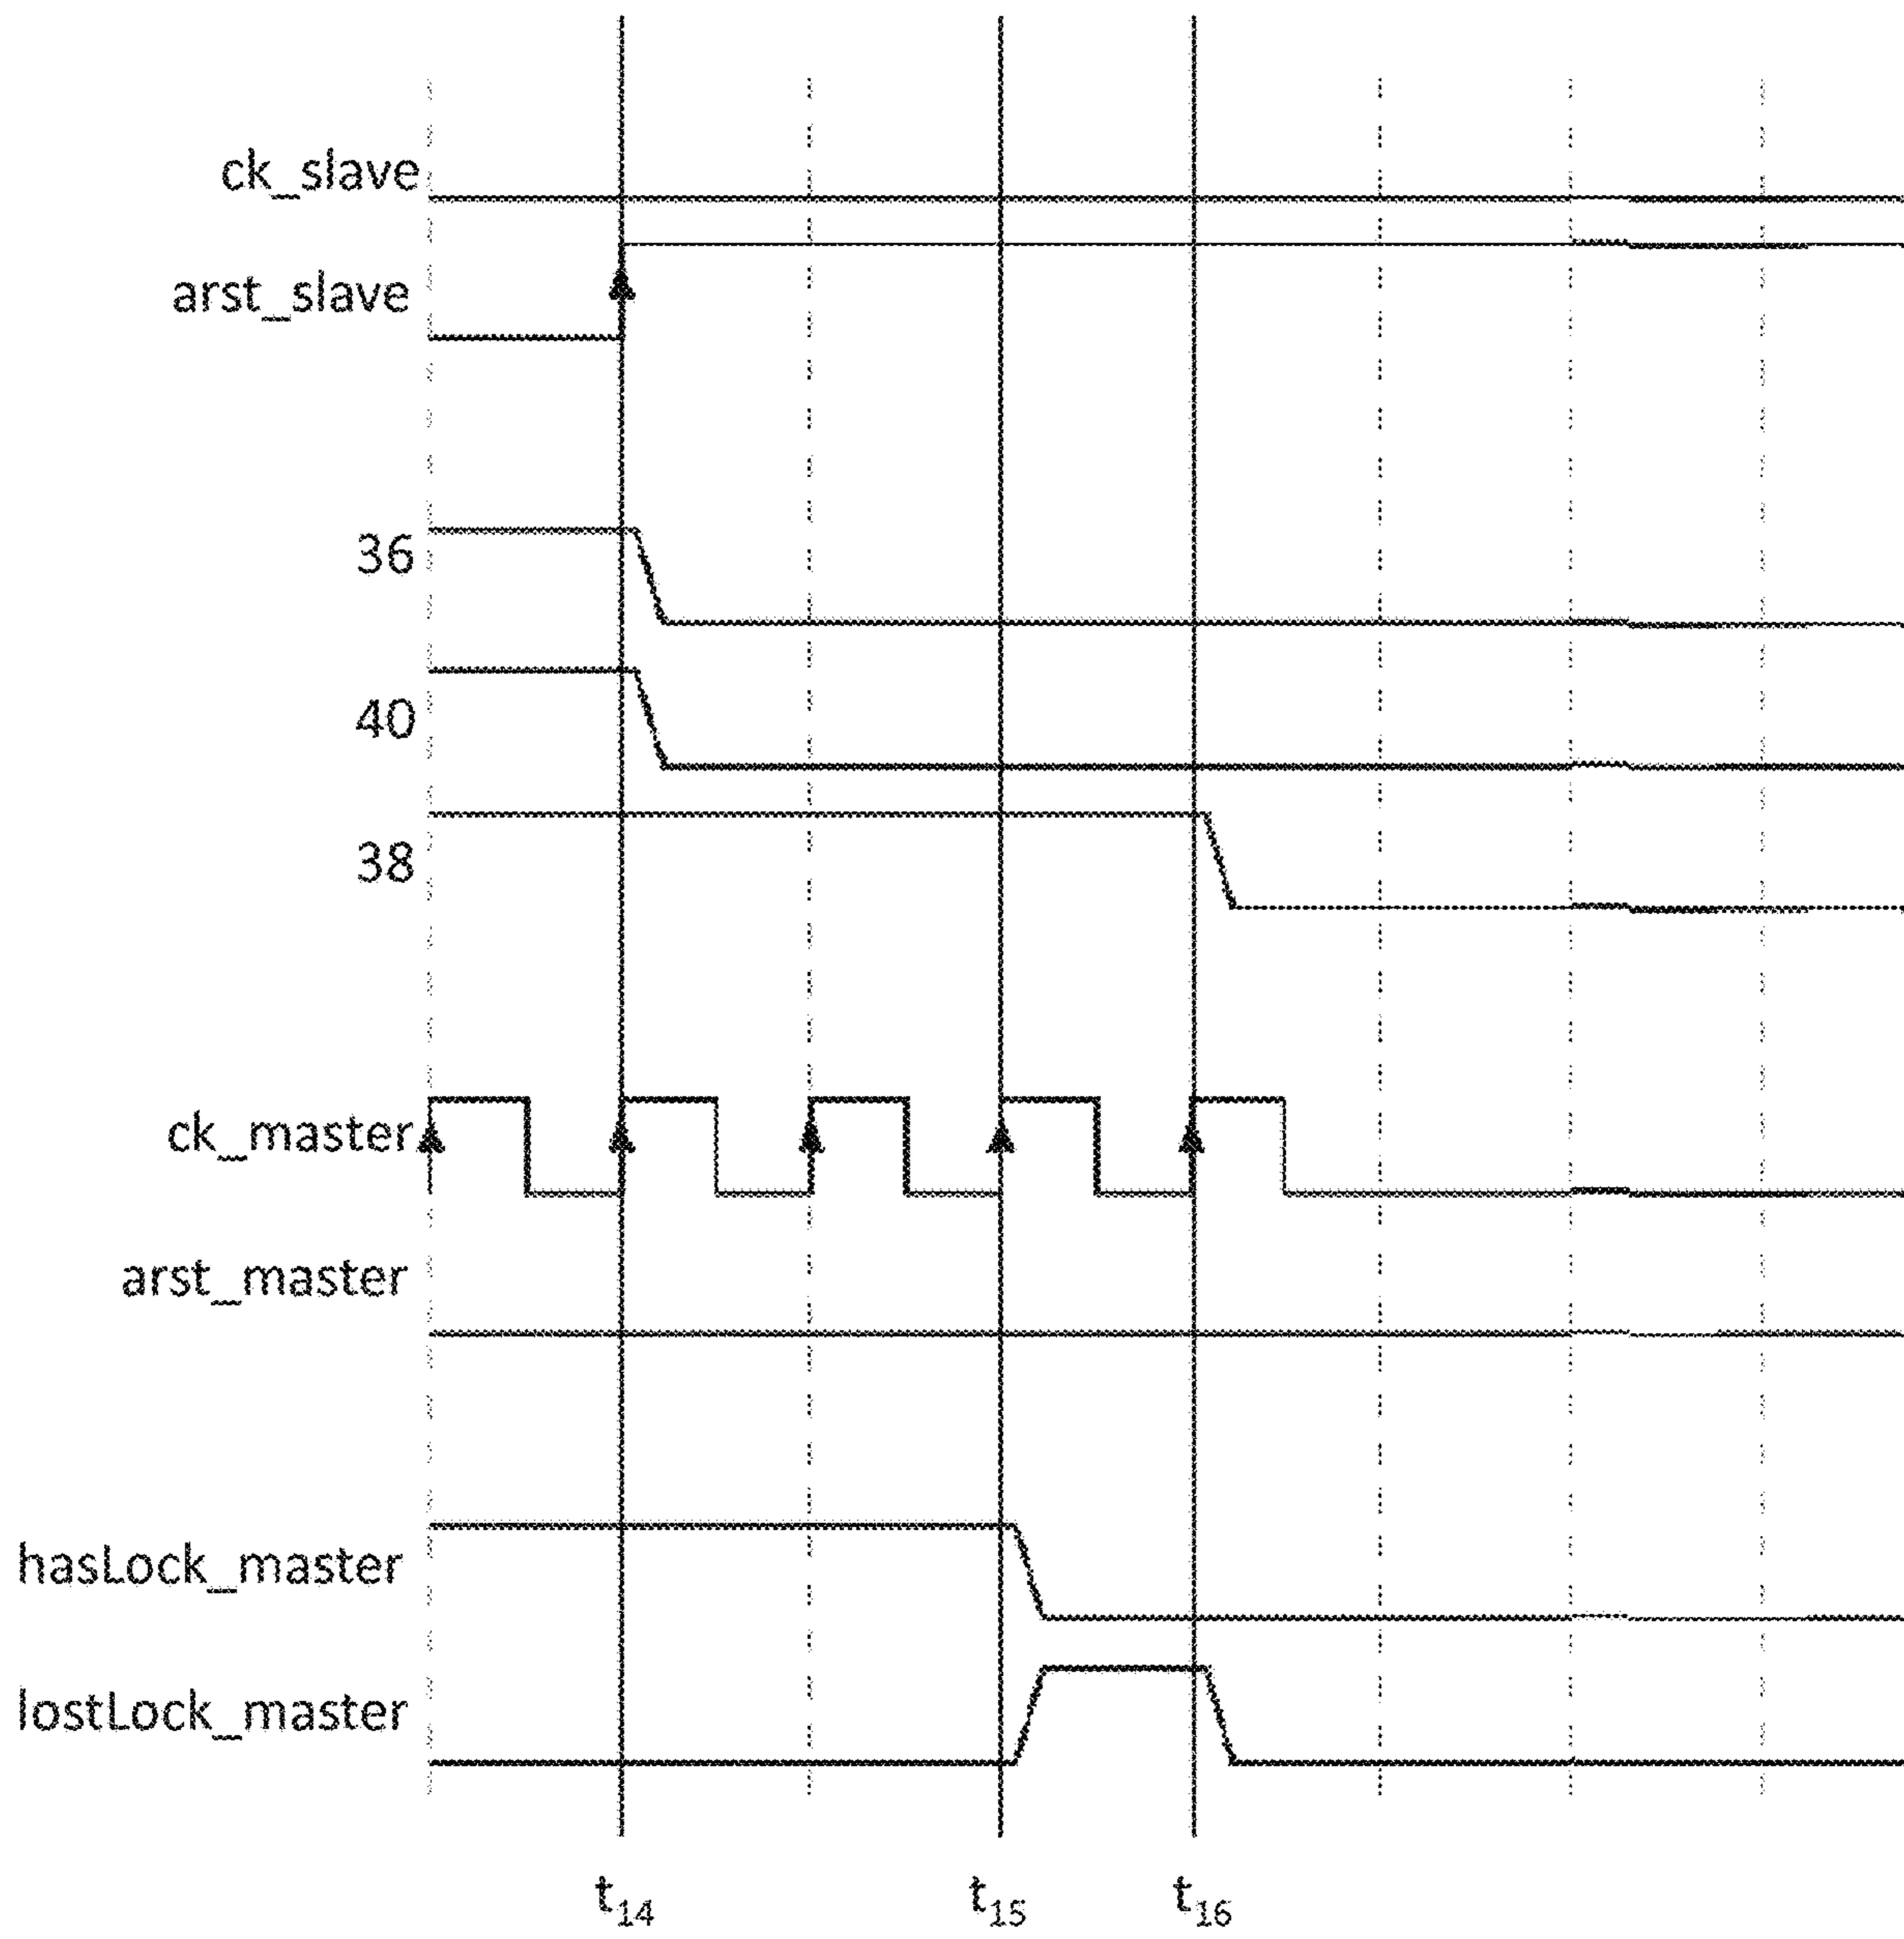 ck_slave
arst_slave
36
40
38
ck_master
arst_master
hasLock_master
lostLock_master
t14 t15 t16